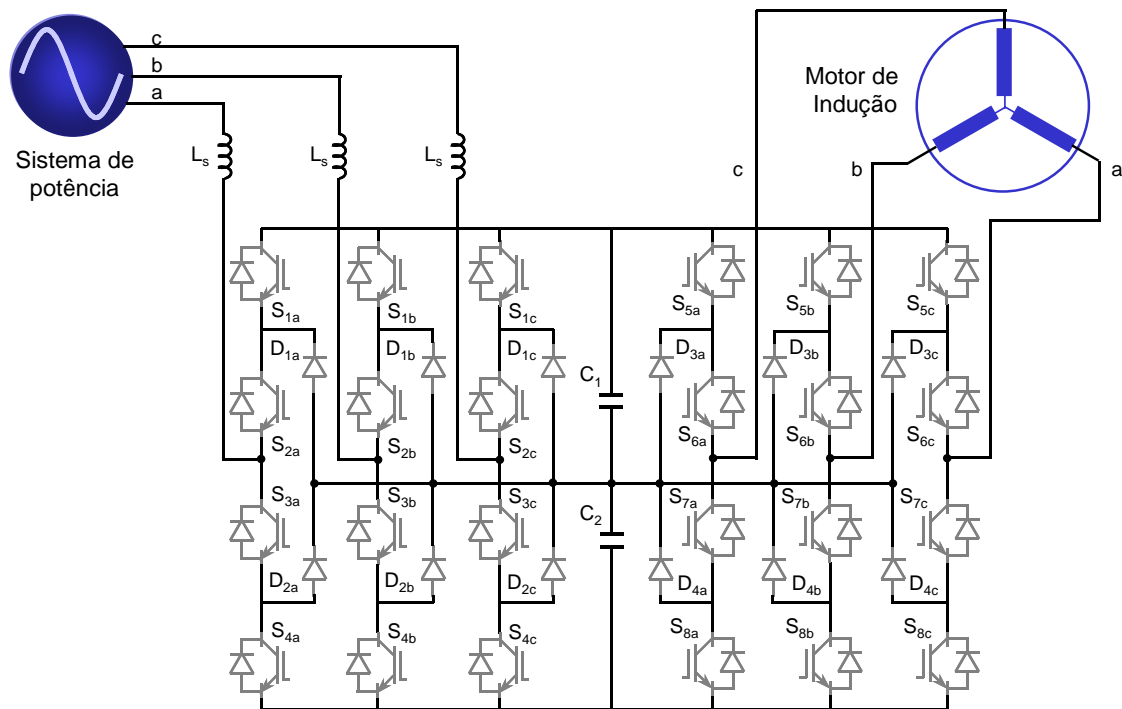 c
b
a
Sistema de
potência
Ls
Ls
Ls
Motor de
Indução
c
b
a
S1a
S1b
S1c
S5a
S5b
S5c
D1a
D1b
D1c
D3a
D3b
D3c
C1
S2a
S2b
S2c
S6a
S6b
S6c
S3a
S3b
S3c
C2
S7a
S7b
S7c
D2a
D2b
D2c
D4a
D4b
D4c
S4a
S4b
S4c
S8a
S8b
S8c